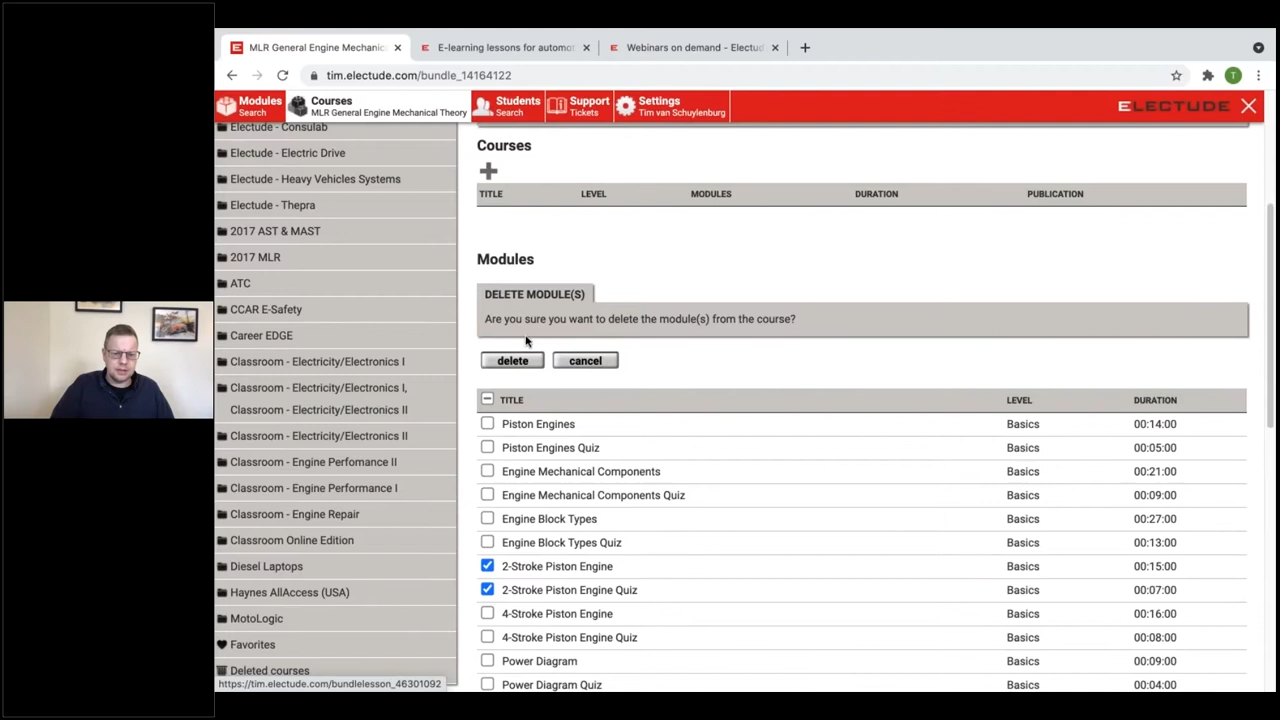 MLR General Engine Mechanic
E-learning lessons for automot
Webinars on demand - Electud
tim.electude.com/bundle_14164122
T
Modules
Search
Courses
MLR General Engine Mechanical Theory
Students
Search
Support
Tickets
Settings
Tim van Schuylenburg
ELECTUDE
Electude - Consulab
Electude - Electric Drive
Electude - Heavy Vehicles Systems
Electude - Thepra
2017 AST & MAST
2017 MLR
ATC
CCAR E-Safety
Career EDGE
Classroom - Electricity/Electronics I
Classroom - Electricity/Electronics I,
Classroom - Electricity/Electronics II
Classroom - Electricity/Electronics II
Classroom - Engine Perfomance II
Classroom - Engine Performance I
Classroom - Engine Repair
Classroom Online Edition
Diesel Laptops
Haynes AllAccess (USA)
MotoLogic
Favorites
Deleted courses
https://tim.electude.com/bundlelesson_46301092
Courses
TITLE LEVEL MODULES DURATION PUBLICATION
Modules
DELETE MODULE(S)
Are you sure you want to delete the module(s) from the course?
delete cancel
TITLE LEVEL DURATION
Piston Engines Basics 00:14:00
Piston Engines Quiz Basics 00:05:00
Engine Mechanical Components Basics 00:21:00
Engine Mechanical Components Quiz Basics 00:09:00
Engine Block Types Basics 00:27:00
Engine Block Types Quiz Basics 00:13:00
2-Stroke Piston Engine Basics 00:15:00
2-Stroke Piston Engine Quiz Basics 00:07:00
4-Stroke Piston Engine Basics 00:16:00
4-Stroke Piston Engine Quiz Basics 00:08:00
Power Diagram Basics 00:09:00
Power Diagram Quiz Basics 00:04:00